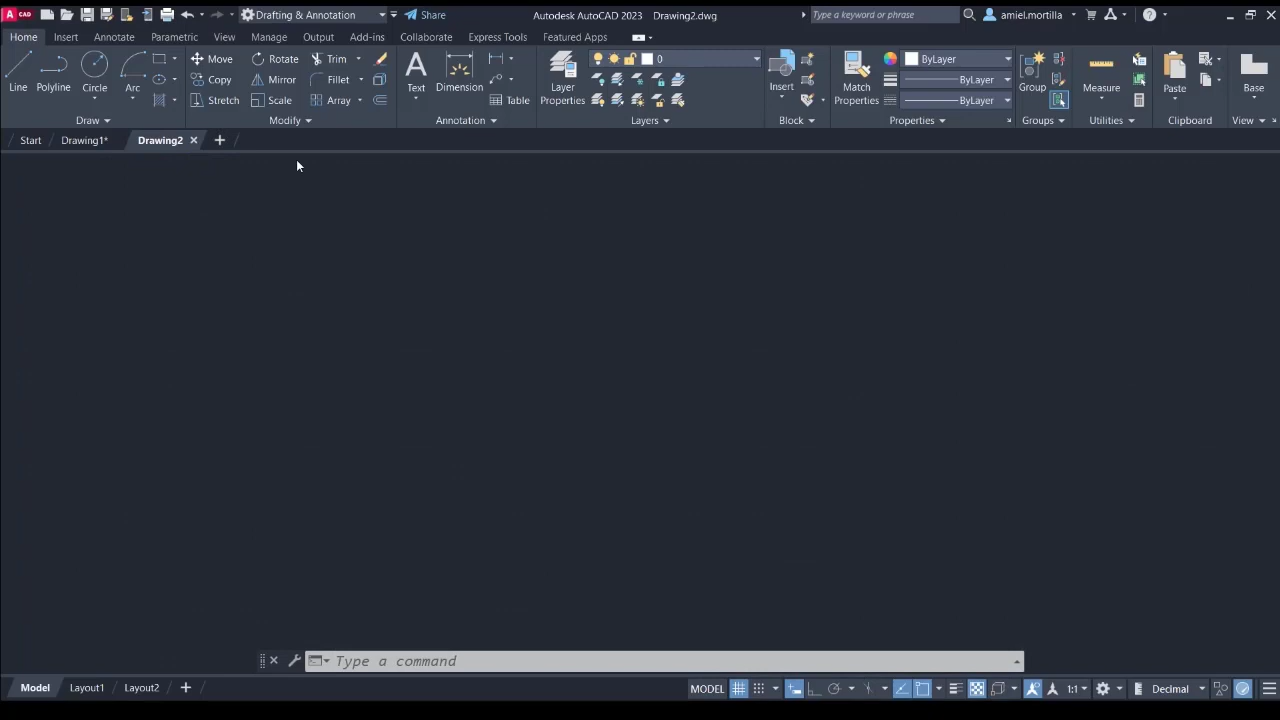 CAD Drafting & Annotation Share Autodesk AutoCAD 2023 Drawing2.dwg Type a keyword or phrase amiel.mortilla
Home Insert Annotate Parametric View Manage Output Add-ins Collaborate Express Tools Featured Apps
Line Polyline Circle Arc
Move Rotate Trim
Copy Mirror Fillet
Stretch Scale Array
Text Dimension Table
Layer Properties
0
Insert
Match Properties
ByLayer
ByLayer
ByLayer
Group
Measure
Paste
Base
Draw Modify Annotation Layers Block Properties Groups Utilities Clipboard View
Start Drawing1* Drawing2
Type a command
Model Layout1 Layout2 MODEL 1:1 Decimal